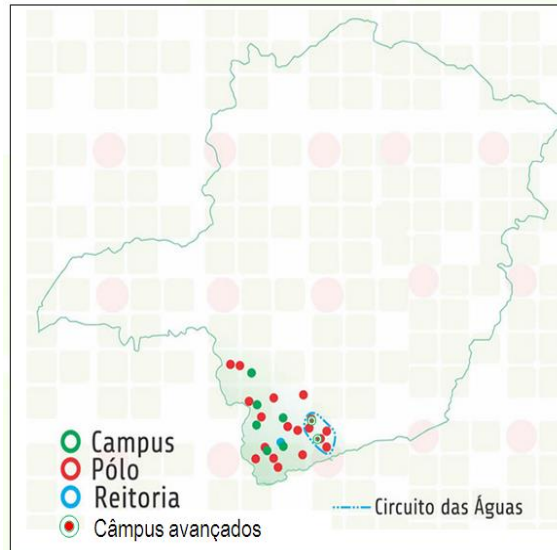 Campus
Pólo
Reitoria
Câmpus avançados
Circuito das Águas